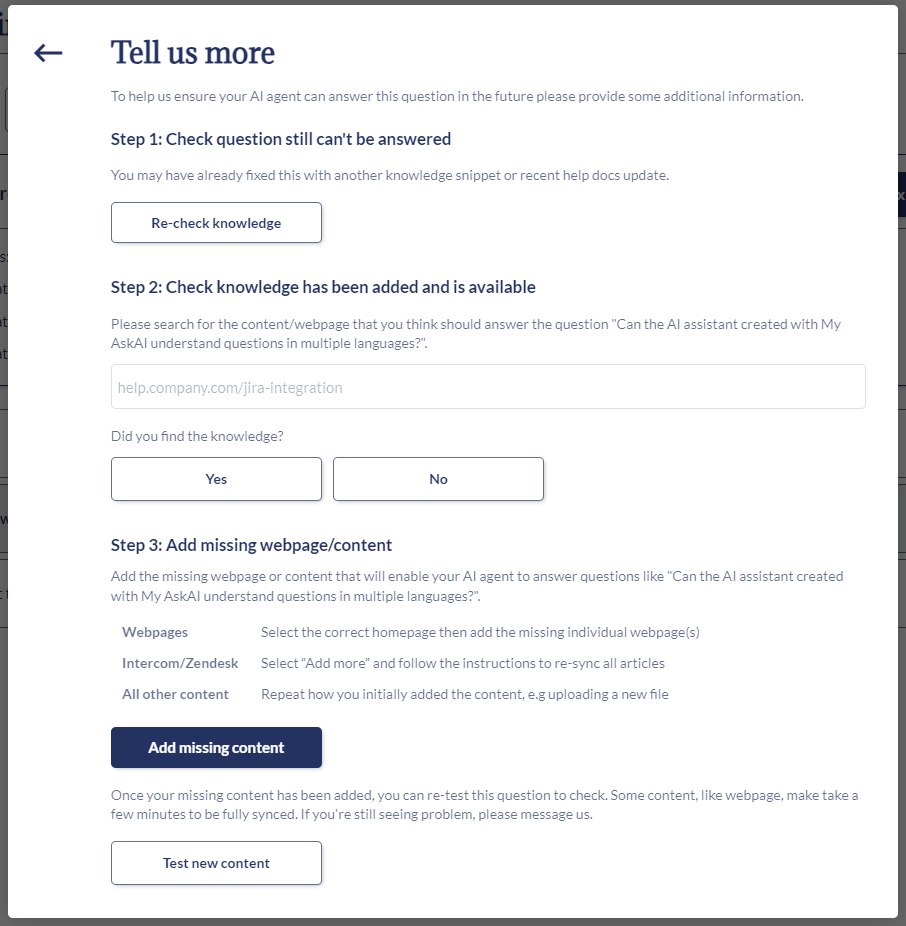 Tell us more
To help us ensure your AI agent can answer this question in the future please provide some additional information.
Step 1: Check question still can't be answered
You may have already fixed this with another knowledge snippet or recent help docs update.
Re-check knowledge
Step 2: Check knowledge has been added and is available
Please search for the content/webpage that you think should answer the question "Can the AI assistant created with My
AskAI understand questions in multiple languages?".
help.company.com/jira-integration
Did you find the knowledge?
Yes No
Step 3: Add missing webpage/content
Add the missing webpage or content that will enable your AI agent to answer questions like "Can the AI assistant created
with My AskAI understand questions in multiple languages?".
Webpages Select the correct homepage then add the missing individual webpage(s)
Intercom/Zendesk Select “Add more” and follow the instructions to re-sync all articles
All other content Repeat how you initially added the content, e.g uploading a new file
Add missing content
Once your missing content has been added, you can re-test this question to check. Some content, like webpage, make take a
few minutes to be fully synced. If you're still seeing problem, please message us.
Test new content